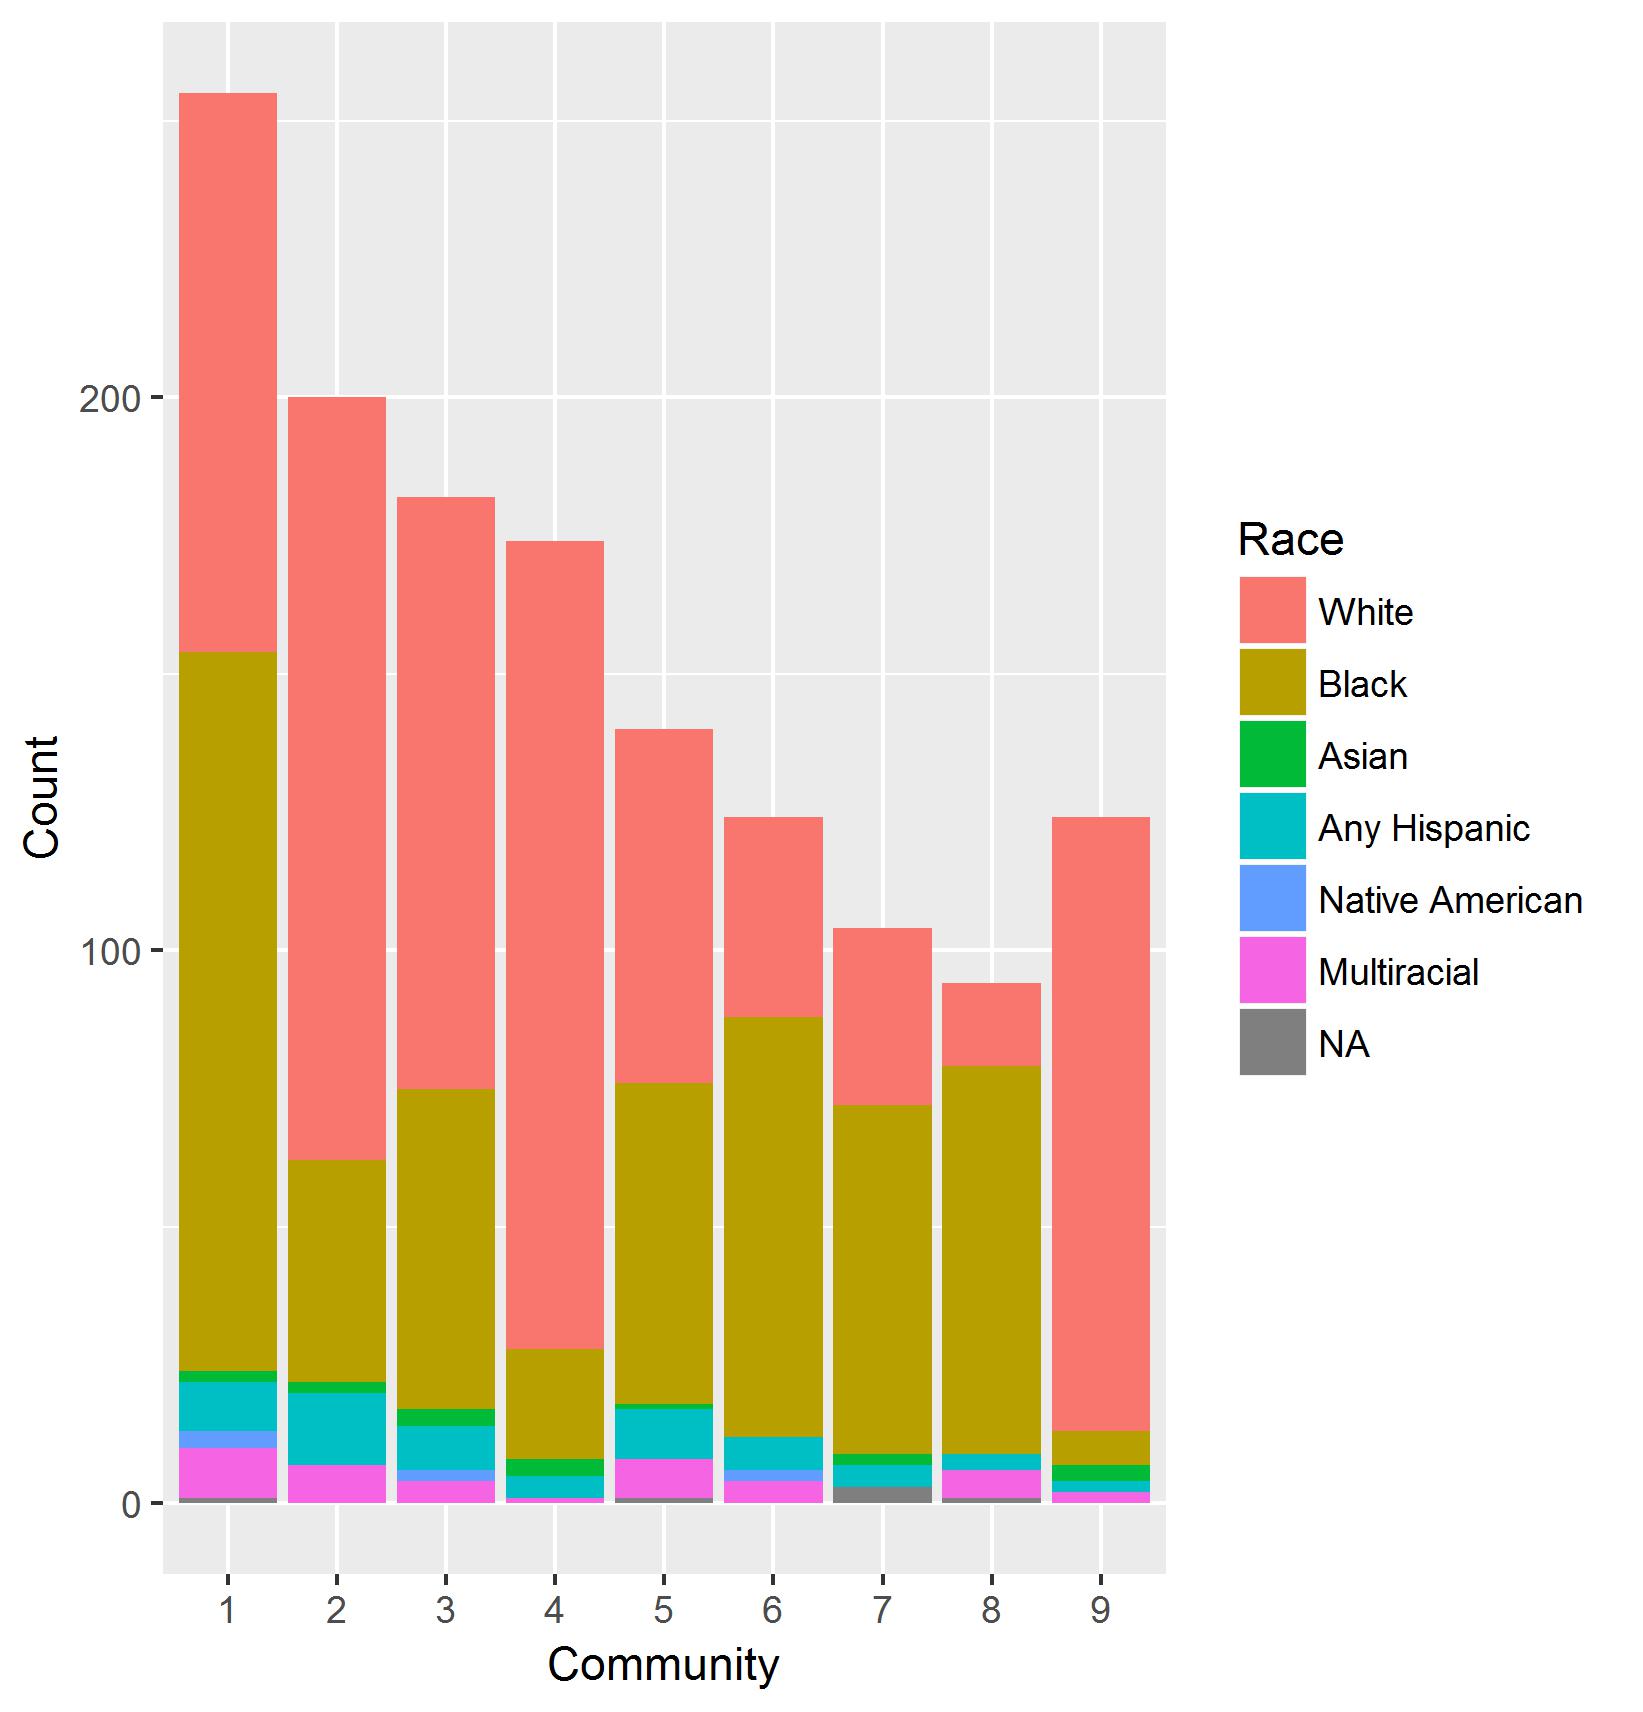 200
100
0
Count
1 2 3 4 5 6 7 8 9
Community
Race
White
Black
Asian
Any Hispanic
Native American
Multiracial
NA